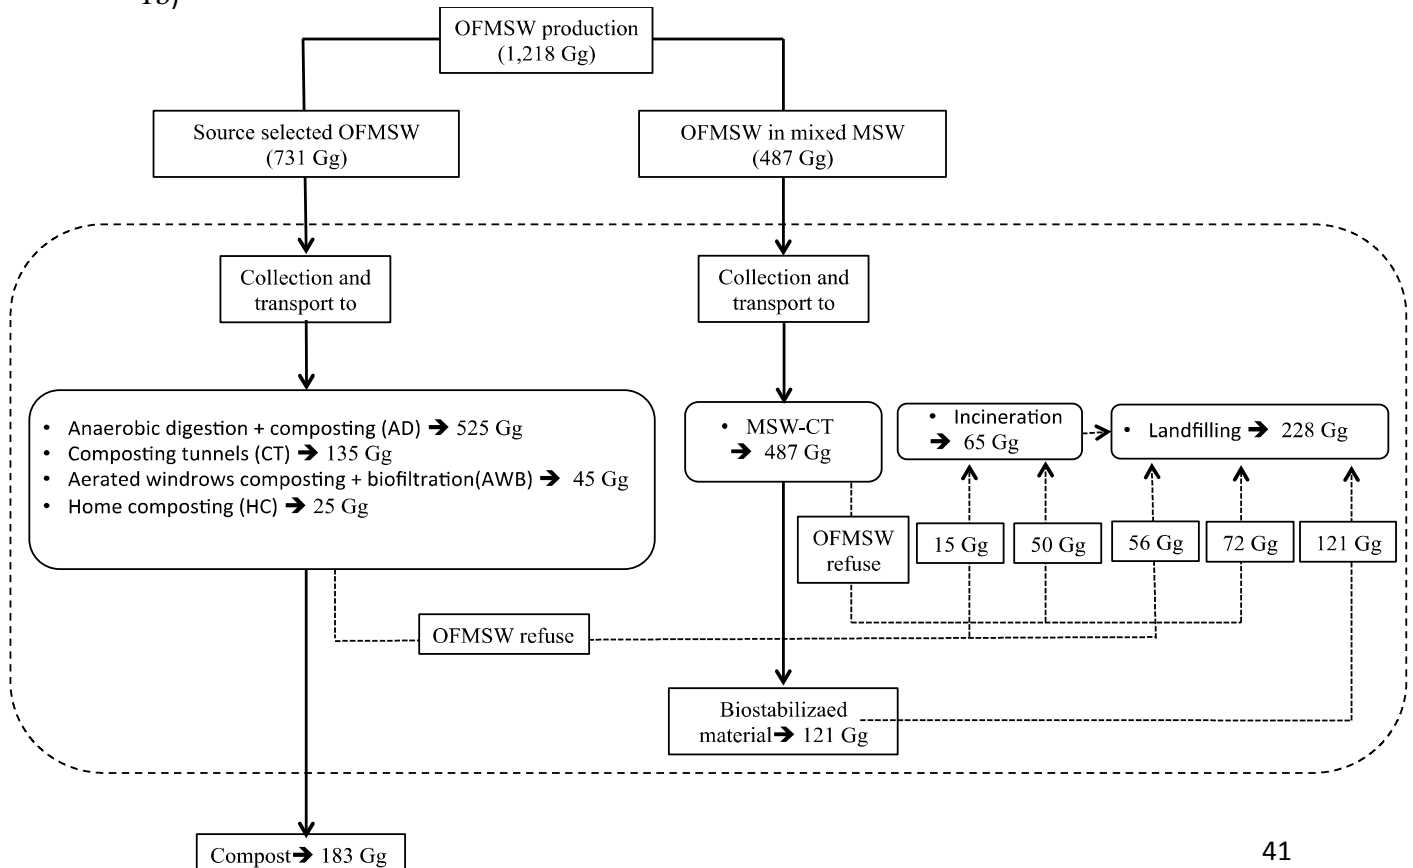 OFMSW production
(1,218 Gg)
Source selected OFMSW
(731 Gg)
OFMSW in mixed MSW
(487 Gg)
Collection and
transport to
Collection and
transport to
• Anaerobic digestion + composting (AD) ➔ 525 Gg
• Composting tunnels (CT) ➔ 135 Gg
• Aerated windrows composting + biofiltration(AWB) ➔ 45 Gg
• Home composting (HC) ➔ 25 Gg
• MSW-CT
➔ 487 Gg
• Incineration
➔ 65 Gg
• Landfilling ➔ 228 Gg
OFMSW
refuse
15 Gg
50 Gg
56 Gg
72 Gg
121 Gg
OFMSW refuse
Biostabilizaed
material➔ 121 Gg
Compost➔ 183 Gg
41